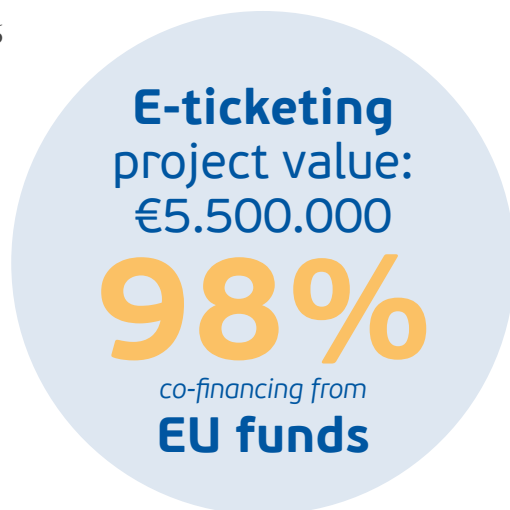 E-ticketing
project value:
€5.500.000
98%
co-financing from
EU funds